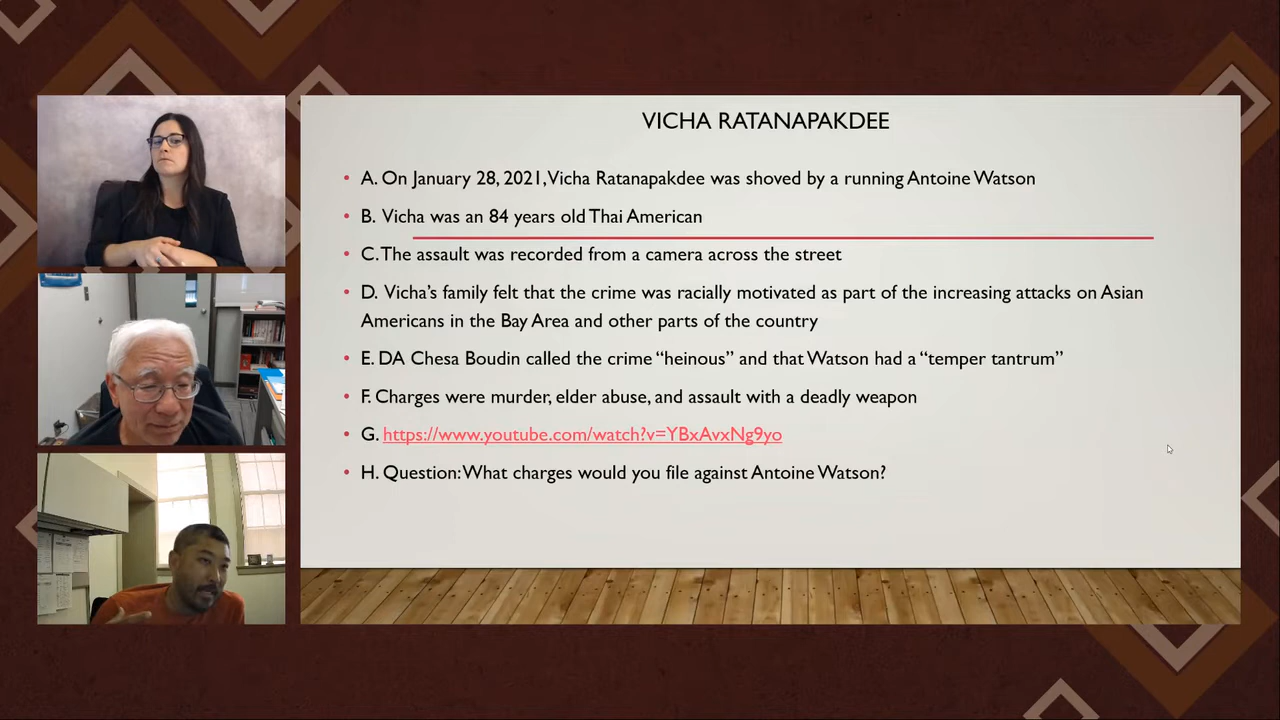 VICHA RATANAPAKDEE
• A. On January 28, 2021, Vicha Ratanapakdee was shoved by a running Antoine Watson
• B. Vicha was an 84 years old Thai American
• C. The assault was recorded from a camera across the street
• D. Vicha's family felt that the crime was racially motivated as part of the increasing attacks on Asian
Americans in the Bay Area and other parts of the country
• E. DA Chesa Boudin called the crime “heinous” and that Watson had a “temper tantrum”
• F. Charges were murder, elder abuse, and assault with a deadly weapon
• G. https://www.youtube.com/watch?v=YBxAvxNg9yo
• H. Question: What charges would you file against Antoine Watson?